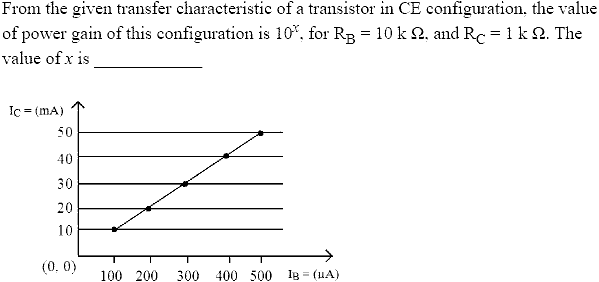 From the given transfer characteristic of a transistor in CE configuration, the value
of power gain of this configuration is 10ˣ, for R_B = 10 k Ω, and R_C = 1 k Ω. The
value of x is ____________
I_C = (mA)
50
40
30
20
10
(0, 0)
100 200 300 400 500 I_B = (μA)